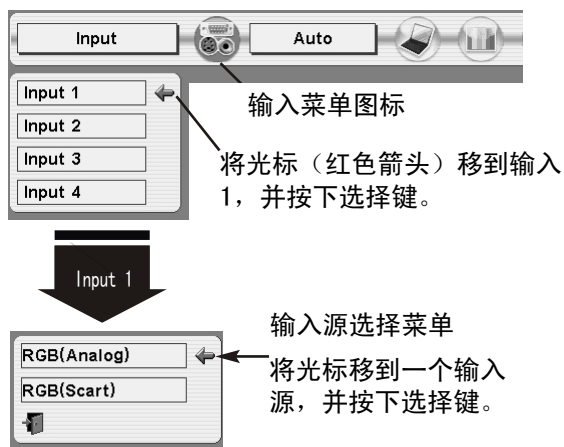 Input
Auto
Input 1
Input 2
Input 3
Input 4
输入菜单图标
将光标（红色箭头）移到输入
1，并按下选择键。
Input 1
RGB(Analog)
RGB(Scart)
输入源选择菜单
将光标移到一个输入
源，并按下选择键。